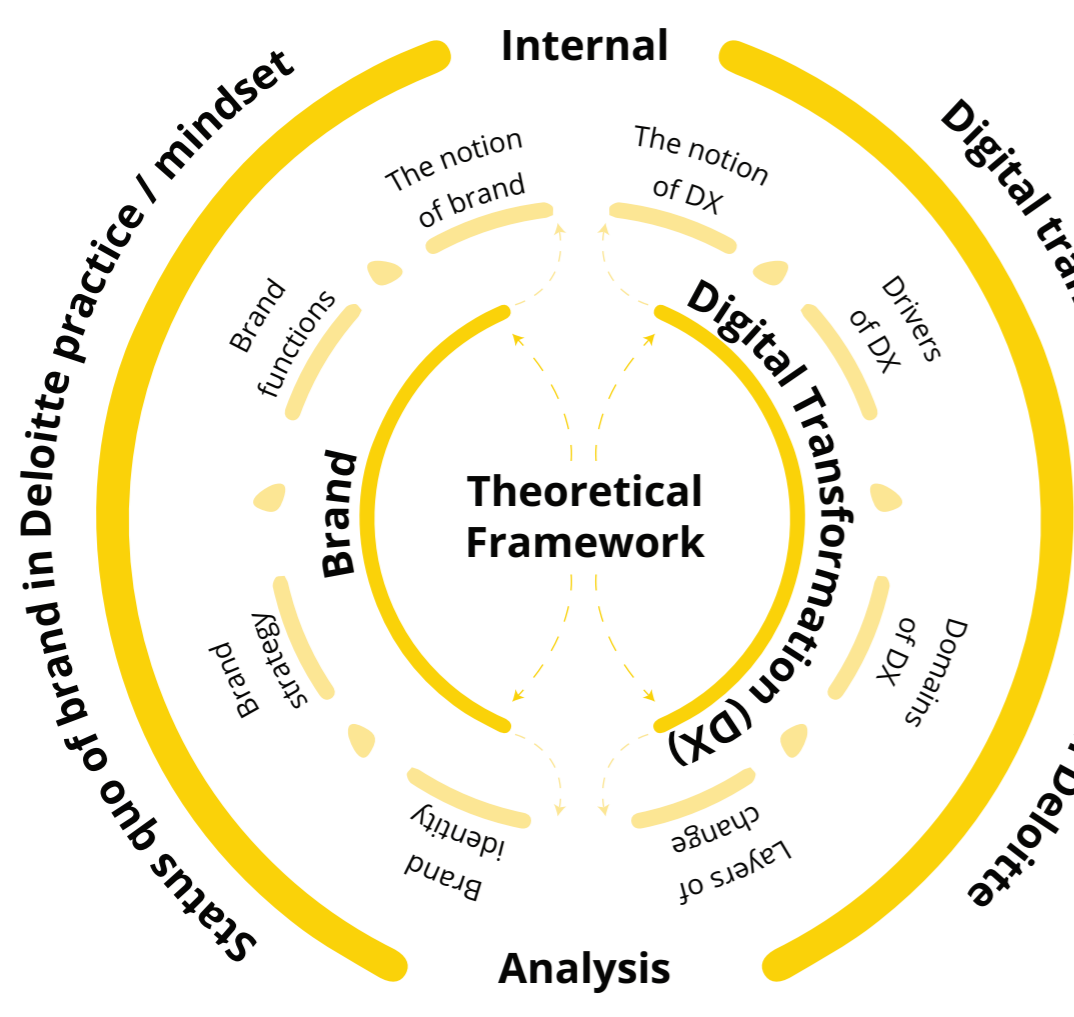 Internal
Status quo of brand in Deloitte practice / mindset
Digital tran
Deloitte
The notion
of brand
The notion
of DX
Brand
functions
Drivers
of DX
Brand
Digital Transformation (DX)
Theoretical
Framework
Brand
strategy
Domains
of DX
Brand
identity
Layers of
change
Analysis